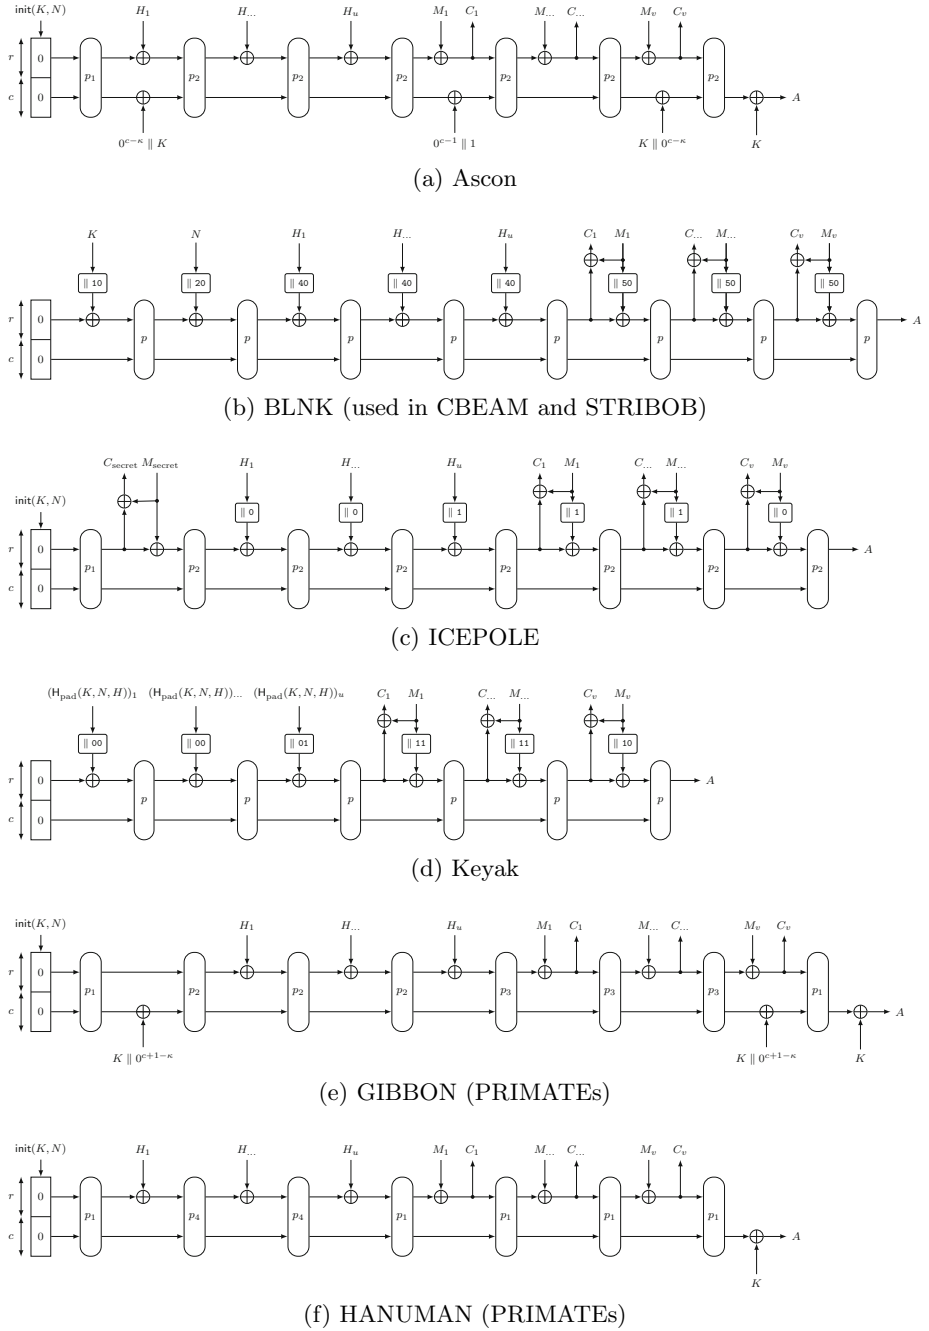 init(K, N) H1 H... Hu M1 C1 M... C... Mv Cv
r 0 p1 p2 p2 p2 p2 p2 p2
c 0 A
0^{c−κ} ∥ K 0^{c−1} ∥ 1 K ∥ 0^{c−κ} K
(a) Ascon
K N H1 H... Hu C1 M1 C... M... Cv Mv
∥ 10 ∥ 20 ∥ 40 ∥ 40 ∥ 40 ∥ 50 ∥ 50 ∥ 50
r 0 A
p p p p p p p p
c 0
(b) BLNK (used in CBEAM and STRIBOB)
Csecret Msecret H1 H... Hu C1 M1 C... M... Cv Mv
init(K, N) ∥ 0 ∥ 0 ∥ 1 ∥ 1 ∥ 1 ∥ 0
r 0 A
p1 p2 p2 p2 p2 p2 p2 p2
c 0
(c) ICEPOLE
(Hpad(K, N, H))1 (Hpad(K, N, H))... (Hpad(K, N, H))u C1 M1 C... M... Cv Mv
∥ 00 ∥ 00 ∥ 01 ∥ 11 ∥ 11 ∥ 10
r 0 A
p p p p p p
c 0
(d) Keyak
init(K, N) H1 H... Hu M1 C1 M... C... Mv Cv
r 0
p1 p2 p2 p2 p3 p3 p3 p1
c 0 A
K ∥ 0^{c+1−κ} K ∥ 0^{c+1−κ} K
(e) GIBBON (PRIMATEs)
init(K, N) H1 H... Hu M1 C1 M... C... Mv Cv
r 0
p1 p4 p4 p1 p1 p1 p1
c 0 A
K
(f) HANUMAN (PRIMATEs)